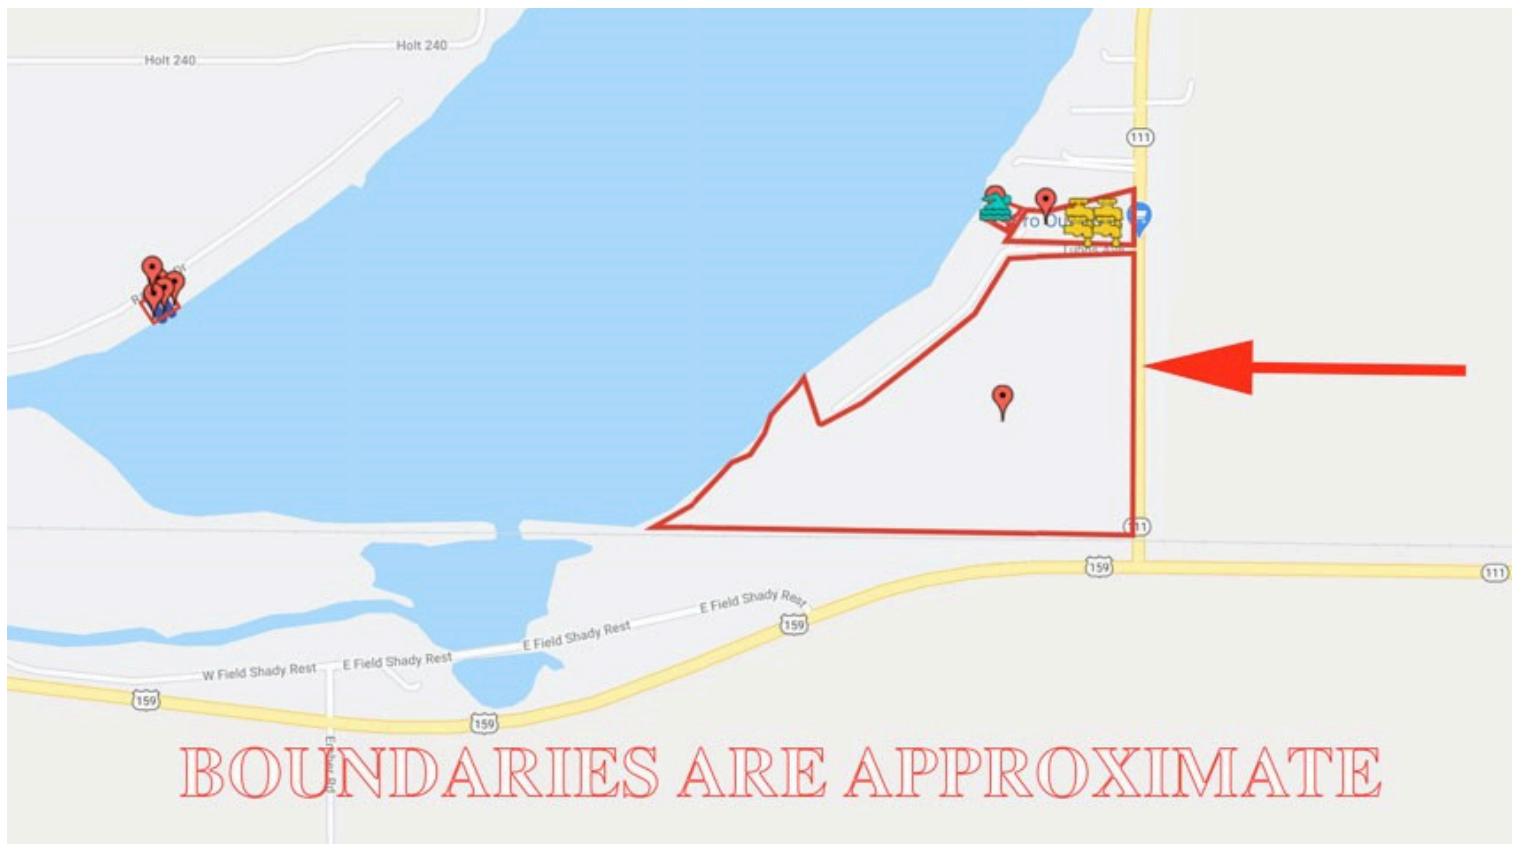 Holt 240
Holt 240
111
111
159
111
E Field Shady Rest
159
E Field Shady Rest
W Field Shady Rest
E Field Shady Rest
159
159
BOUNDARIES ARE APPROXIMATE